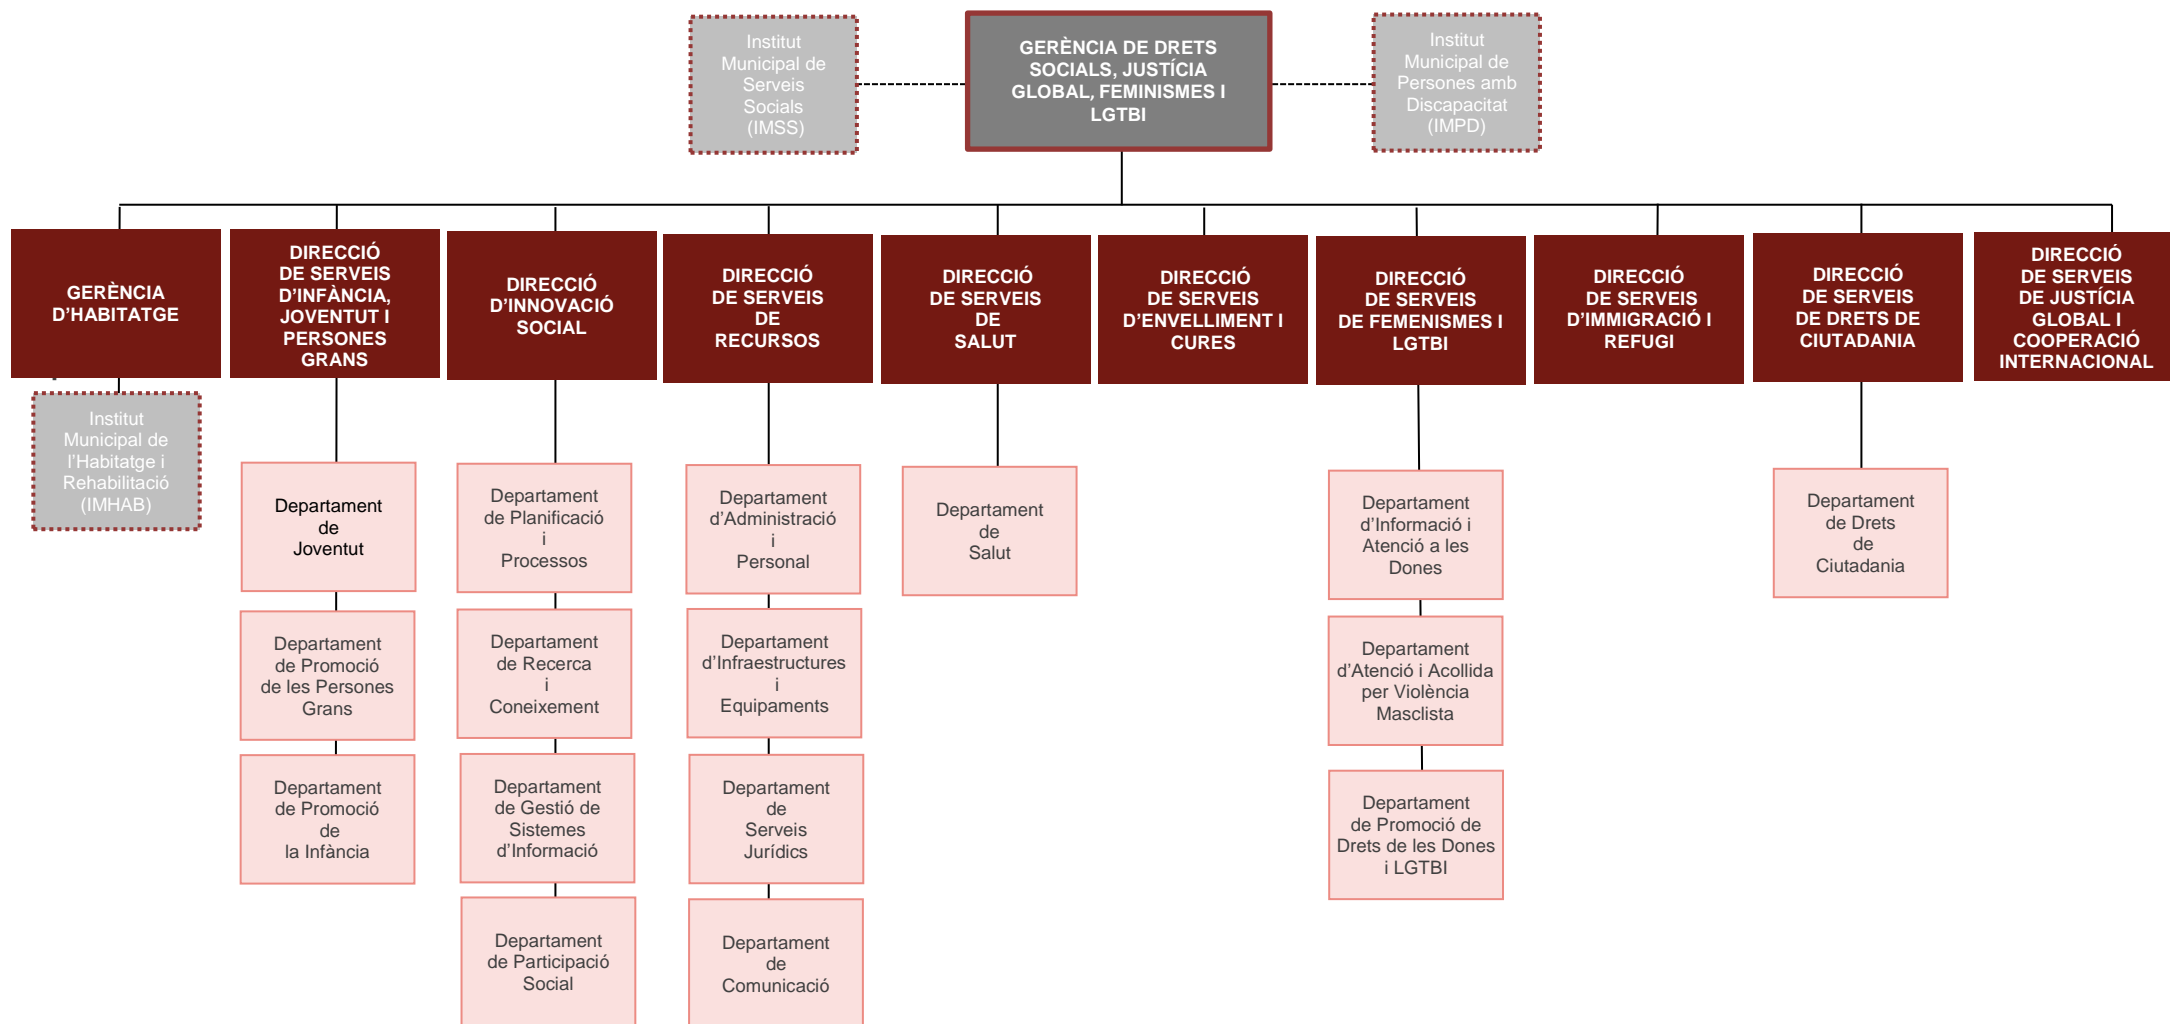 Institut
Municipal de
Serveis
Socials
(IMSS)
GERÈNCIA DE DRETS
SOCIALS, JUSTÍCIA
GLOBAL, FEMINISMES I
LGTBI
Institut
Municipal de
Persones amb
Discapacitat
(IMPD)
GERÈNCIA
D'HABITATGE
DIRECCIÓ
DE SERVEIS
D'INFÀNCIA,
JOVENTUT I
PERSONES
GRANS
DIRECCIÓ
D'INNOVACIÓ
SOCIAL
DIRECCIÓ
DE SERVEIS
DE
RECURSOS
DIRECCIÓ
DE SERVEIS
DE
SALUT
DIRECCIÓ
DE SERVEIS
D'ENVELLIMENT I
CURES
DIRECCIÓ
DE SERVEIS
DE FEMENISMES I
LGTBI
DIRECCIÓ
DE SERVEIS
D'IMMIGRACIÓ I
REFUGI
DIRECCIÓ
DE SERVEIS
DE DRETS DE
CIUTADANIA
DIRECCIÓ
DE SERVEIS
DE JUSTÍCIA
GLOBAL I
COOPERACIÓ
INTERNACIONAL
Institut
Municipal de
l'Habitatge i
Rehabilitació
(IMHAB)
Departament
de
Joventut
Departament
de Planificació
i
Processos
Departament
d'Administració
i
Personal
Departament
de
Salut
Departament
d'Informació i
Atenció a les
Dones
Departament
de Drets
de
Ciutadania
Departament
de Promoció
de les Persones
Grans
Departament
de Recerca
i
Coneixement
Departament
d'Infraestructures
i
Equipaments
Departament
d'Atenció i Acollida
per Violència
Masclista
Departament
de Promoció
de
la Infància
Departament
de Gestió de
Sistemes
d'Informació
Departament
de
Serveis
Jurídics
Departament
de Promoció de
Drets de les Dones
i LGTBI
Departament
de Participació
Social
Departament
de
Comunicació